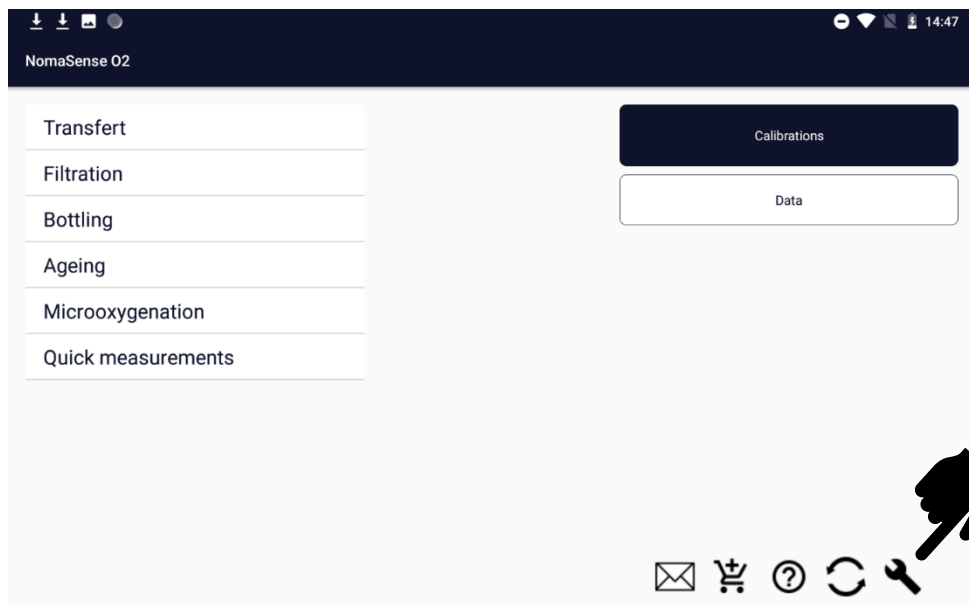 14:47
NomaSense O2
Transfert
Filtration
Bottling
Ageing
Microoxygenation
Quick measurements
Calibrations
Data